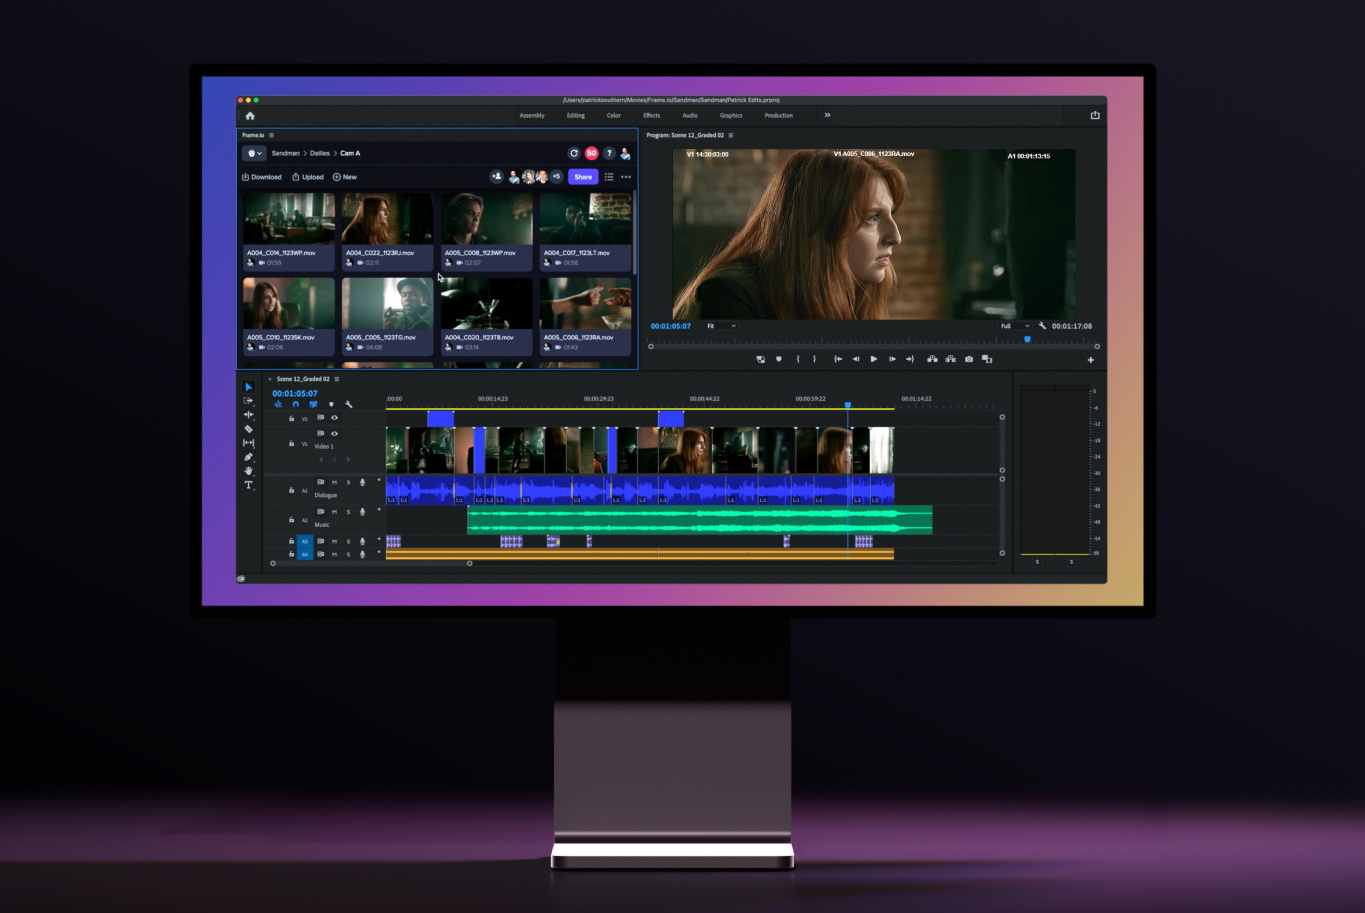 /Users/patricksouthern/Movies/Frame.io/Sandman/Sandman/Patrick Edits.prproj
Assembly Editing Color Effects Audio Graphics Production
Frame.io
Sandman > Dailies > Cam A
50 ?
Download Upload New
+5 Share
A004_C014_1123WP.mov
01:59
A004_C022_1123RJ.mov
02:11
A005_C008_1123WP.mov
02:07
A004_C017_1123LT.mov
01:58
A005_C010_11235K.mov
02:06
A005_C005_1123TG.mov
04:09
A004_C020_1123T8.mov
03:14
A005_C006_1123RA.mov
01:43
Program: Scene 12_Graded 02
V1 14:30:03:00 V1 A005_C006_1123RA.mov A1 00:01:13:15
00:01:05:07 Fit Full 00:01:17:08
Scene 12_Graded 02
00:01:05:07
:00:00 00:00:14:23 00:00:29:23 00:00:44:22 00:00:59:22 00:01:14:22
V2
V1
Video 1
A1 M S
Dialogue
A2 M S
Music
A3 M S
A4 M S
0
-6
-12
-18
-24
-30
-36
-42
-48
-54
dB
S S